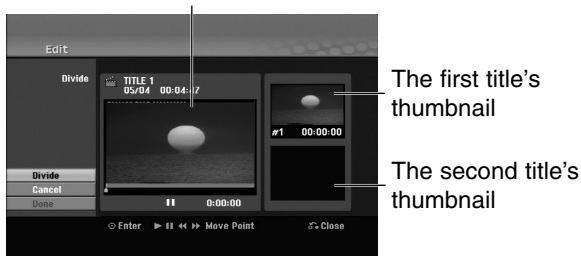 Edit
Divide
TITLE 1
05/04 00:04:47
#1 00:00:00
Divide
Cancel
Done
0:00:00
Enter Move Point Close
The first title's
thumbnail
The second title's
thumbnail